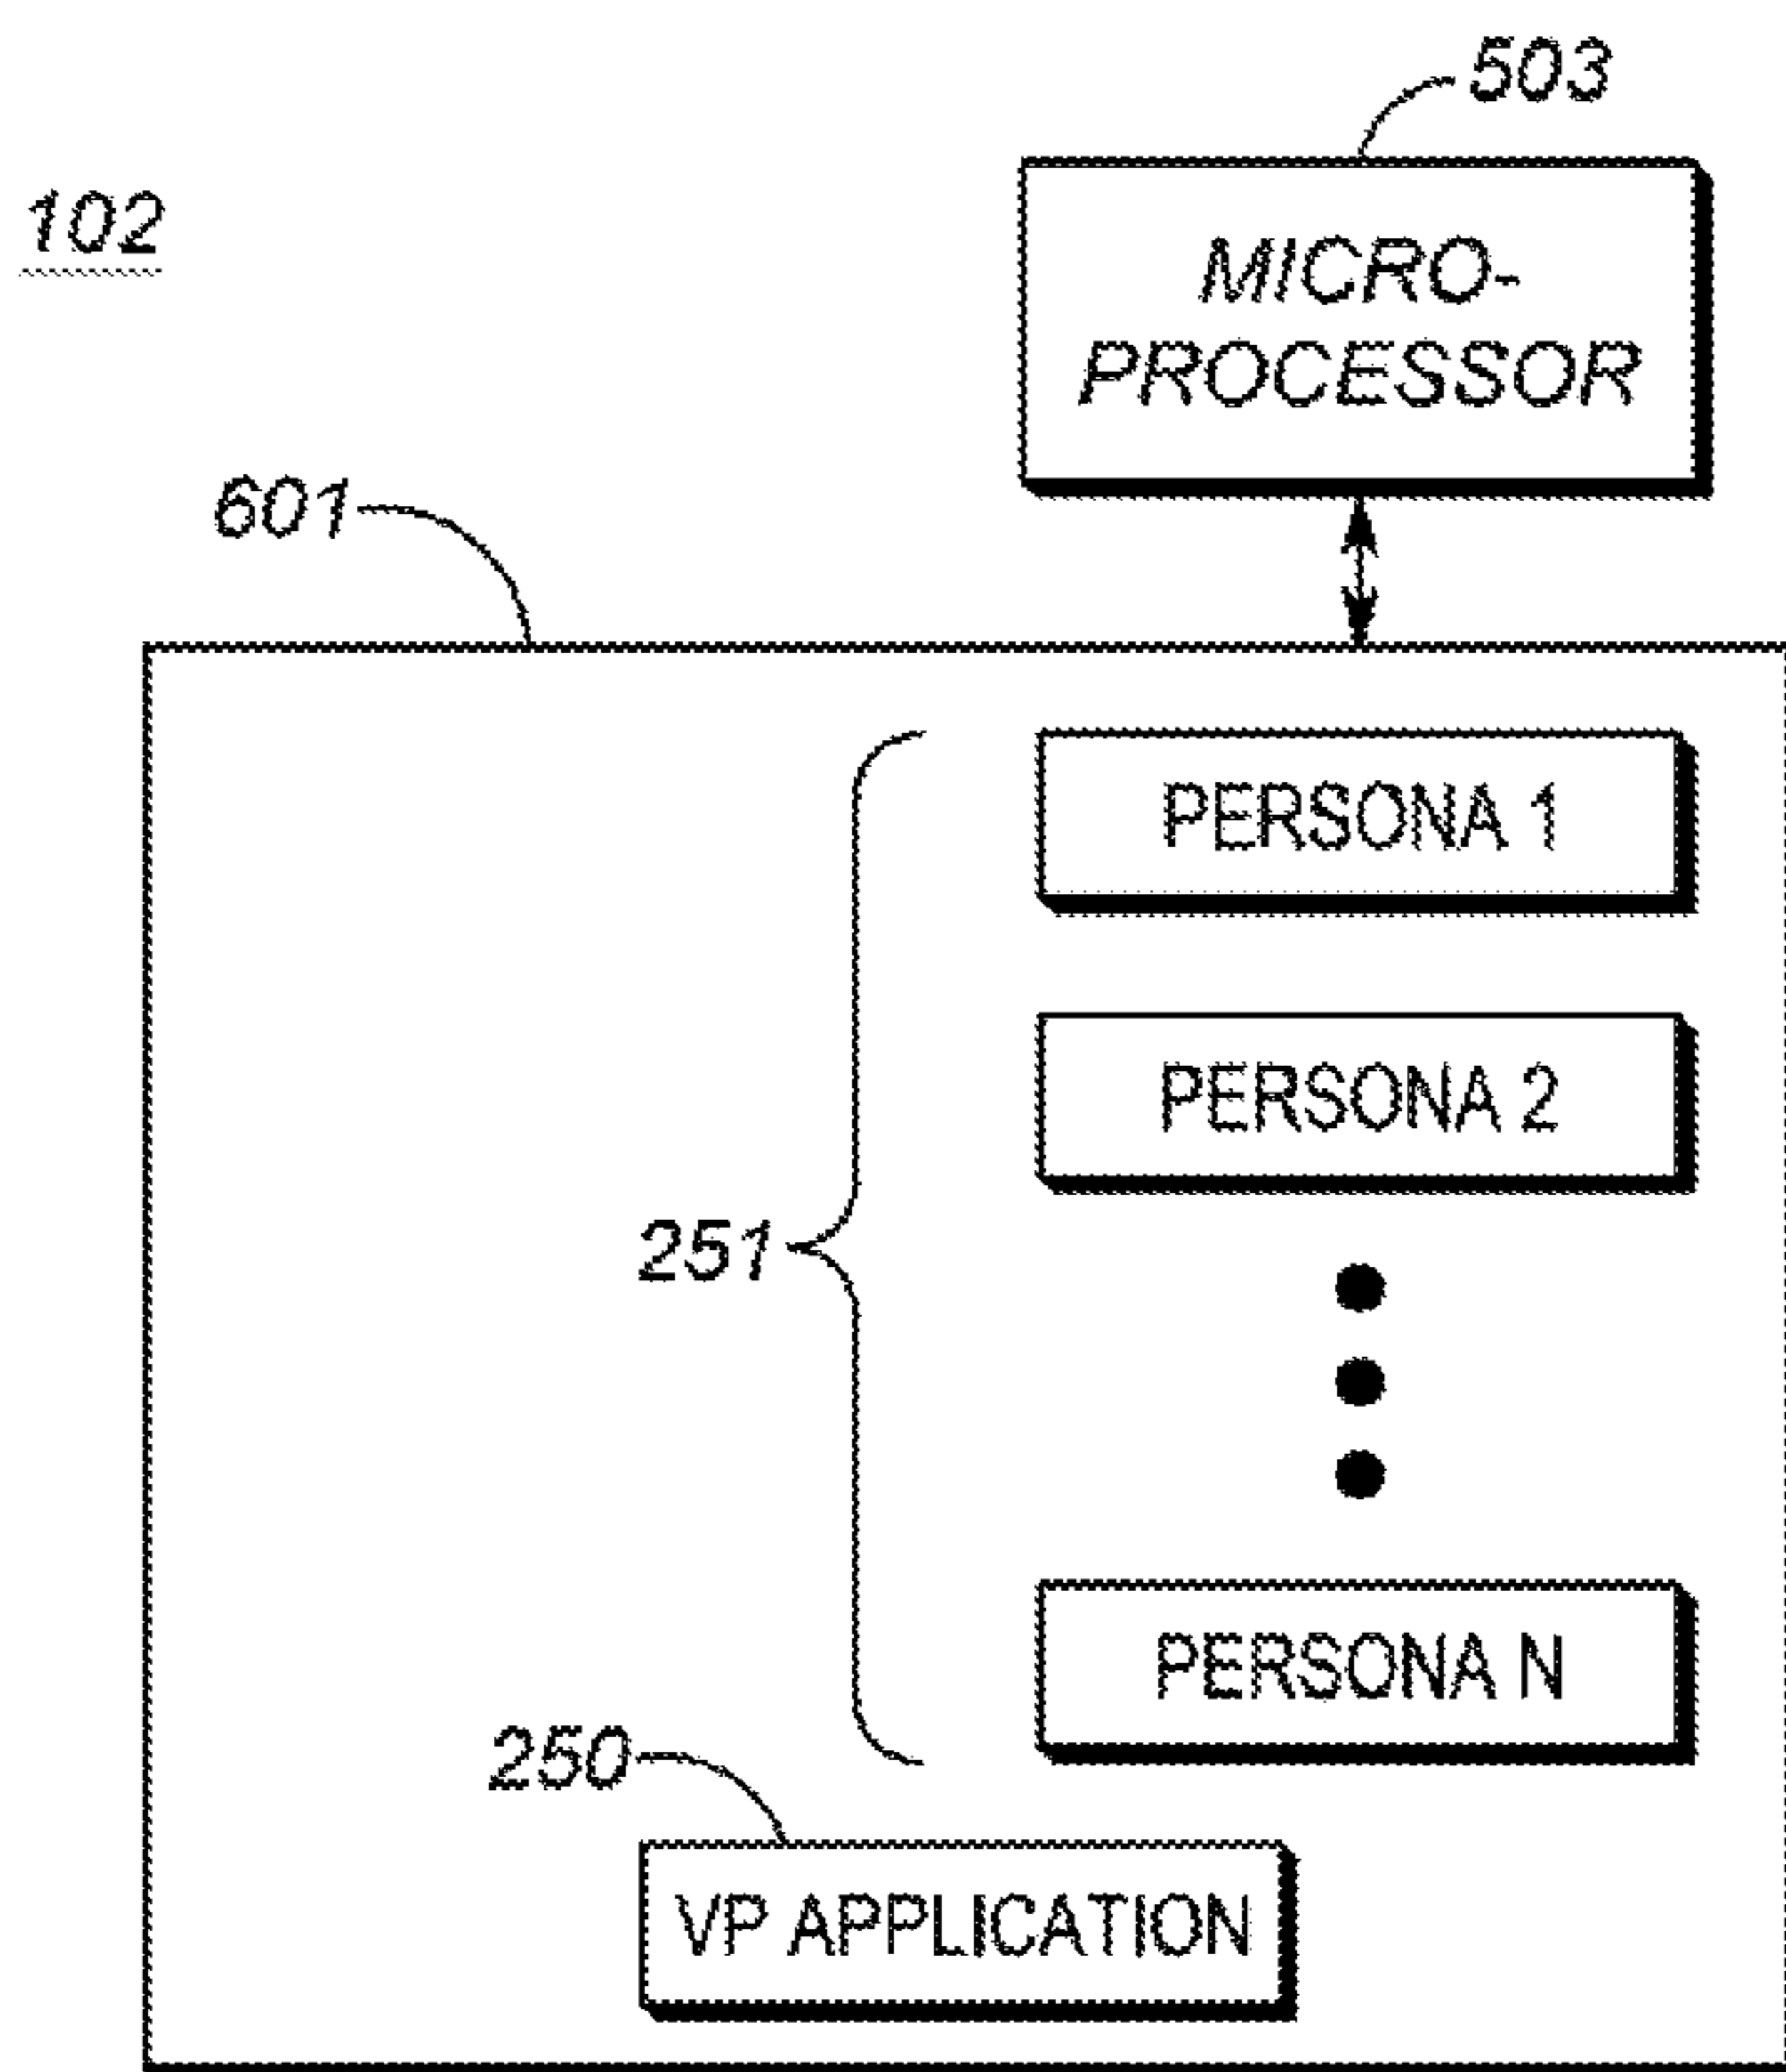 503
102
MICRO-
PROCESSOR
601
PERSONA 1
PERSONA 2
251
PERSONA N
250
VP APPLICATION